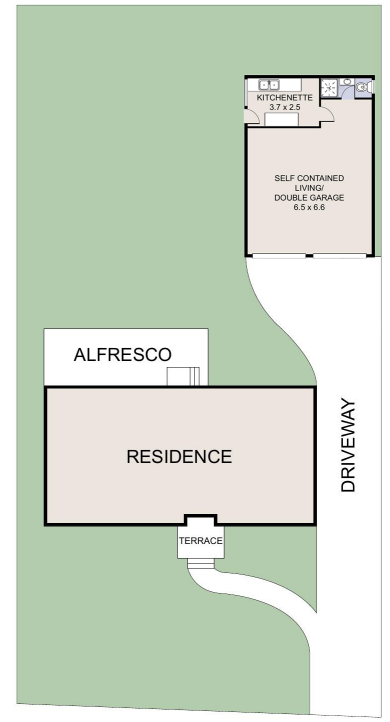 KITCHENETTE
3.7 x 2.5
SELF CONTAINED
LIVING/
DOUBLE GARAGE
6.5 x 6.6
ALFRESCO
RESIDENCE
DRIVEWAY
TERRACE